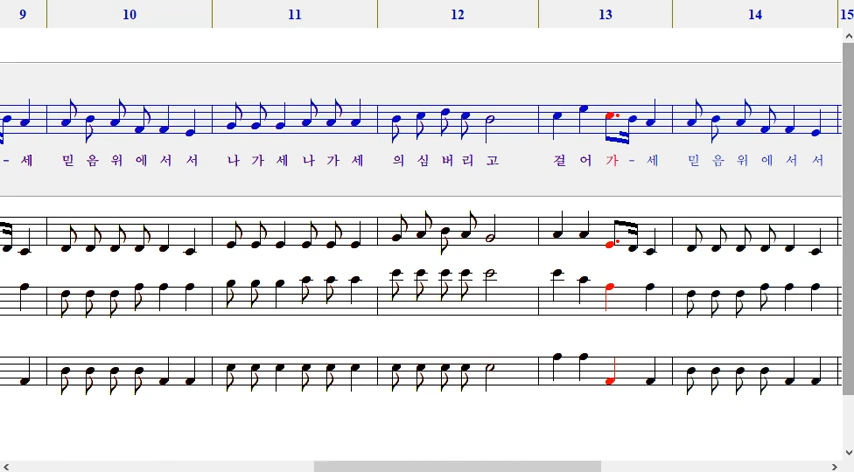 9 10 11 12 13 14 15
- 세 믿 음 위 에 서 서 나 가 세 나 가 세 의 심 버 리 고 걸 어 가 - 세 믿 음 위 에 서 서